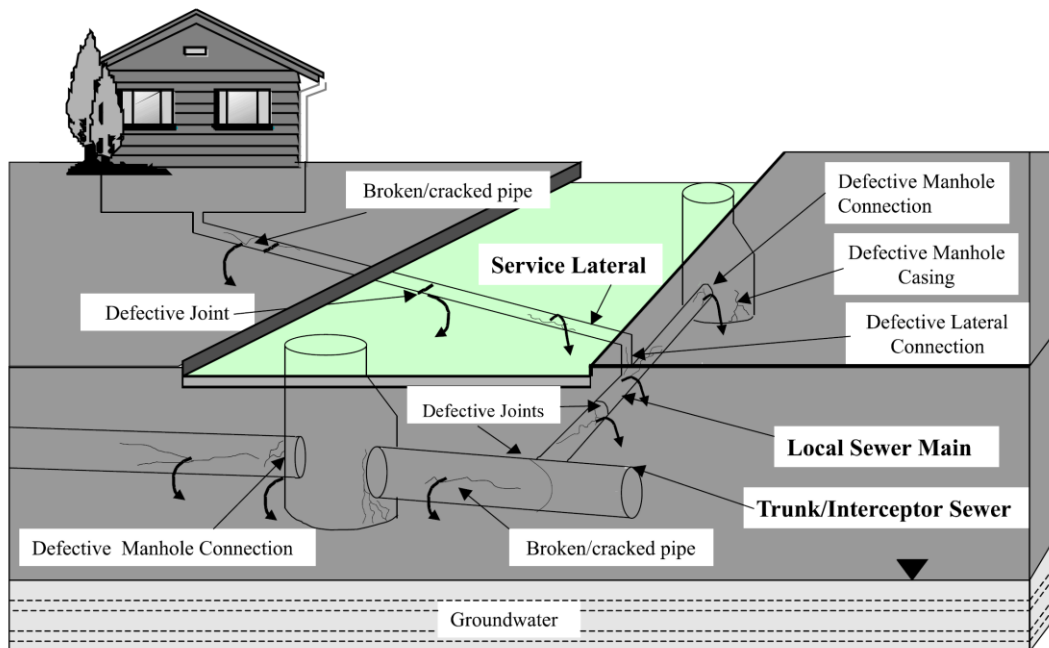 Broken/cracked pipe
Defective Manhole
Connection
Service Lateral
Defective Manhole
Casing
Defective Joint
Defective Lateral
Connection
Defective Joints
Local Sewer Main
Trunk/Interceptor Sewer
Defective Manhole Connection
Broken/cracked pipe
Groundwater